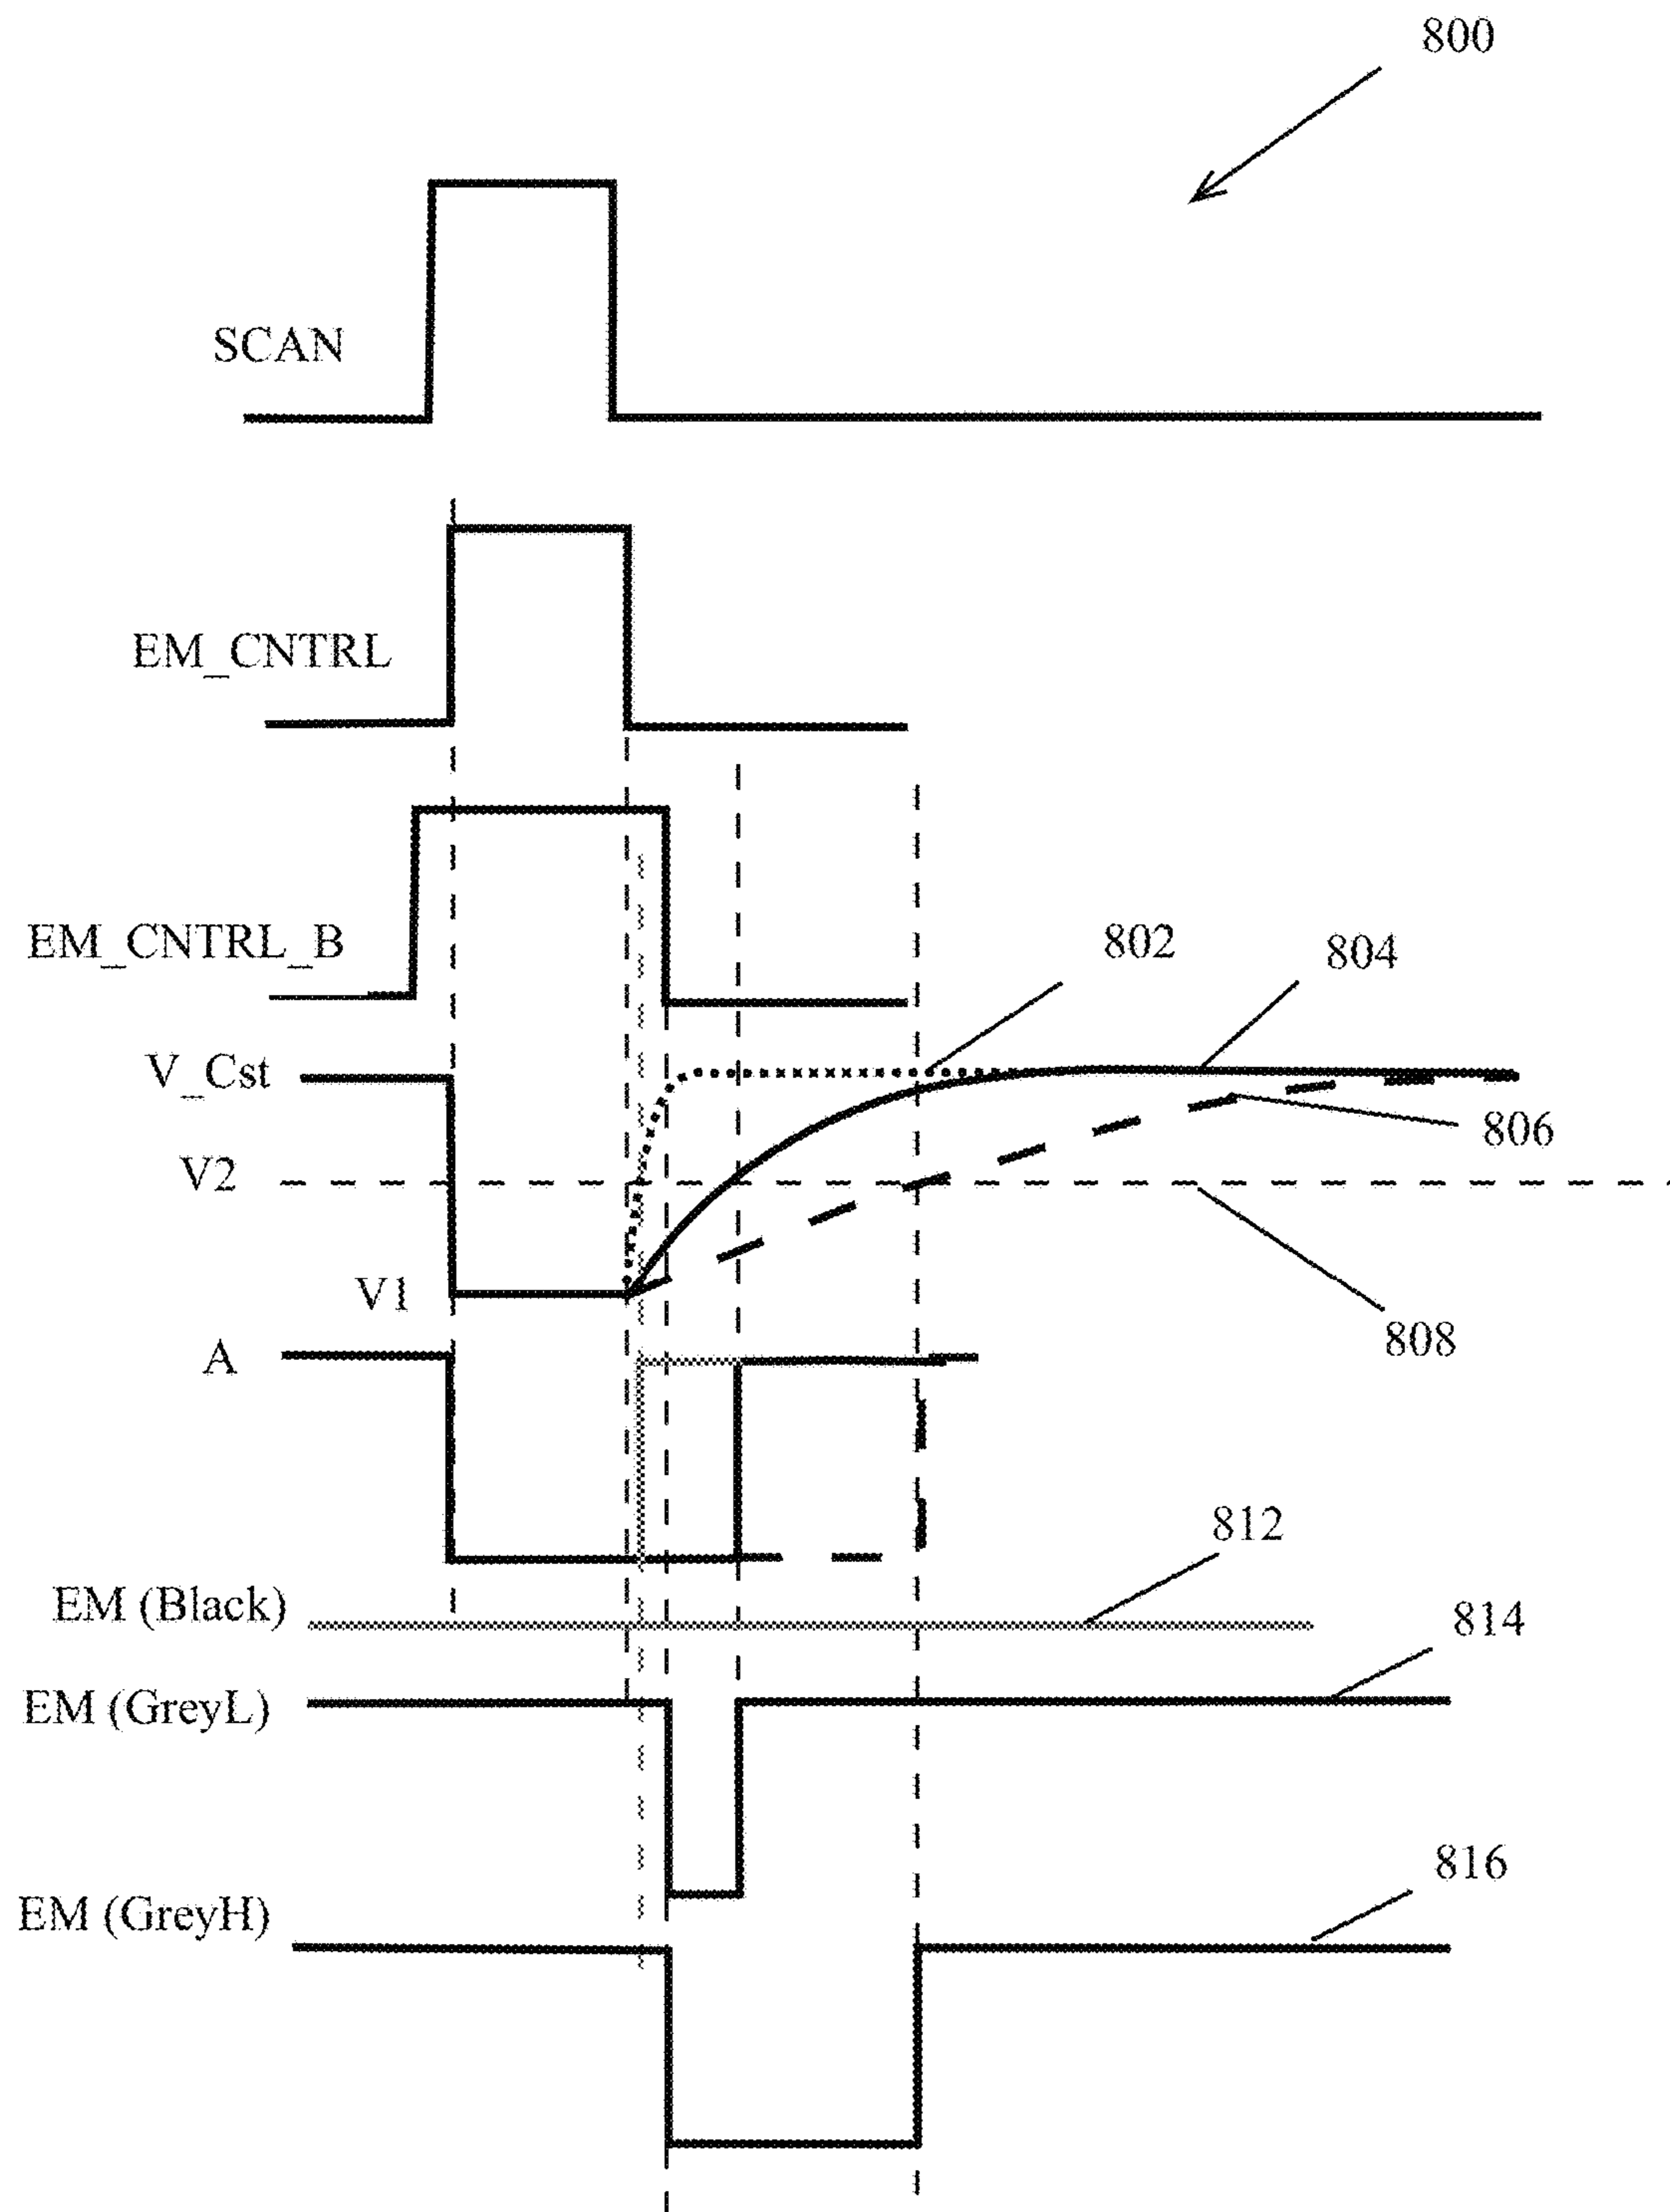 800
SCAN
EM_CNTRL
EM_CNTRL_B
802
804
V_Cst
806
V2
V1
808
A
812
EM (Black)
814
EM (GreyL)
816
EM (GreyH)